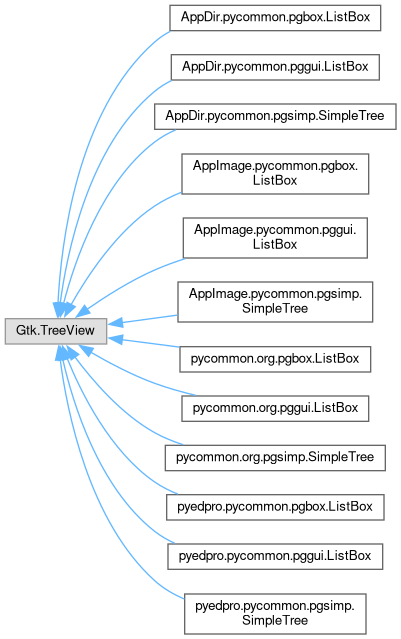 AppDir.pycommon.pgbox.ListBox
AppDir.pycommon.pggui.ListBox
AppDir.pycommon.pgsimp.SimpleTree
AppImage.pycommon.pgbox.
ListBox
AppImage.pycommon.pggui.
ListBox
AppImage.pycommon.pgsimp.
SimpleTree
Gtk.TreeView
pycommon.org.pgbox.ListBox
pycommon.org.pggui.ListBox
pycommon.org.pgsimp.SimpleTree
pyedpro.pycommon.pgbox.ListBox
pyedpro.pycommon.pggui.ListBox
pyedpro.pycommon.pgsimp.
SimpleTree